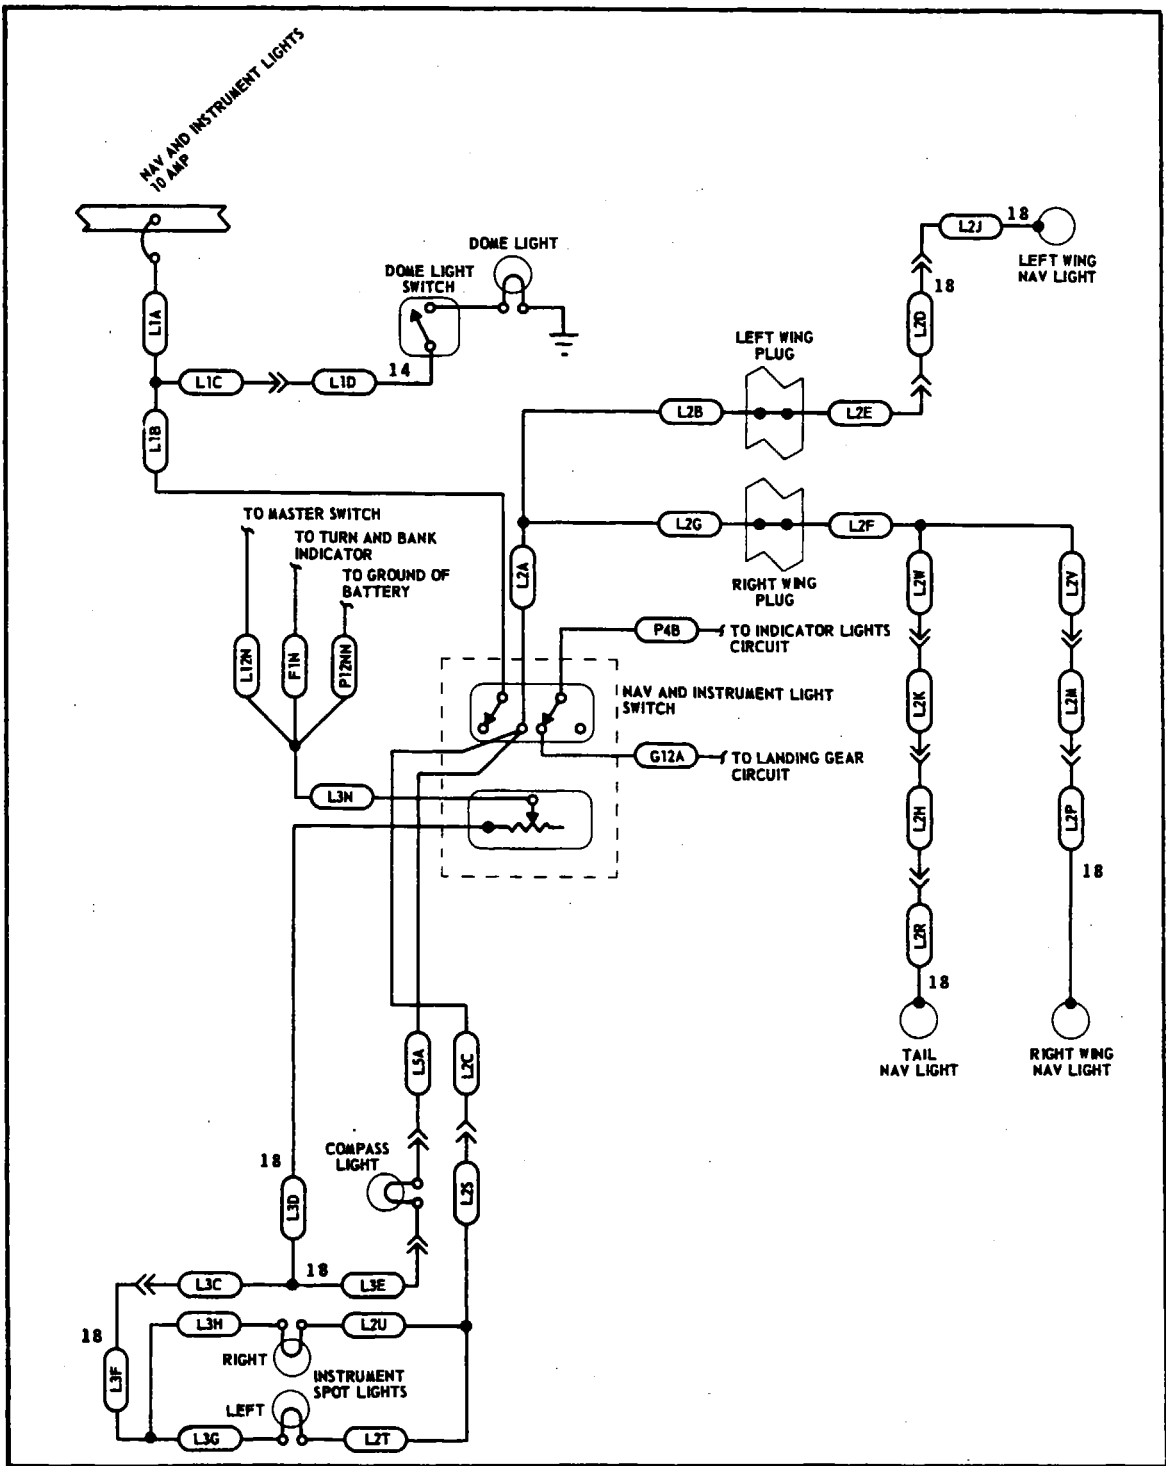 NAV AND INSTRUMENT LIGHTS
10 AMP
L1A
L1C
L1D
14
DOME LIGHT
SWITCH
DOME LIGHT
L1B
18
L2J
LEFT WING
NAV LIGHT
18
L2D
LEFT WING
PLUG
L2B
L2E
L2G
L2F
RIGHT WING
PLUG
L2A
TO MASTER SWITCH
TO TURN AND BANK
INDICATOR
TO GROUND OF
BATTERY
L12N
F1N
P12NN
P4B
TO INDICATOR LIGHTS
CIRCUIT
NAV AND INSTRUMENT LIGHT
SWITCH
G12A
TO LANDING GEAR
CIRCUIT
L3N
L2W
L2K
L2H
L2R
18
TAIL
NAV LIGHT
L2V
L2M
L2P
18
RIGHT WING
NAV LIGHT
L5A
L2C
COMPASS
LIGHT
18
L3D
L2S
L3C
18
L3E
L3H
L2U
18
RIGHT
L3F
INSTRUMENT
SPOT LIGHTS
LEFT
L3G
L2T